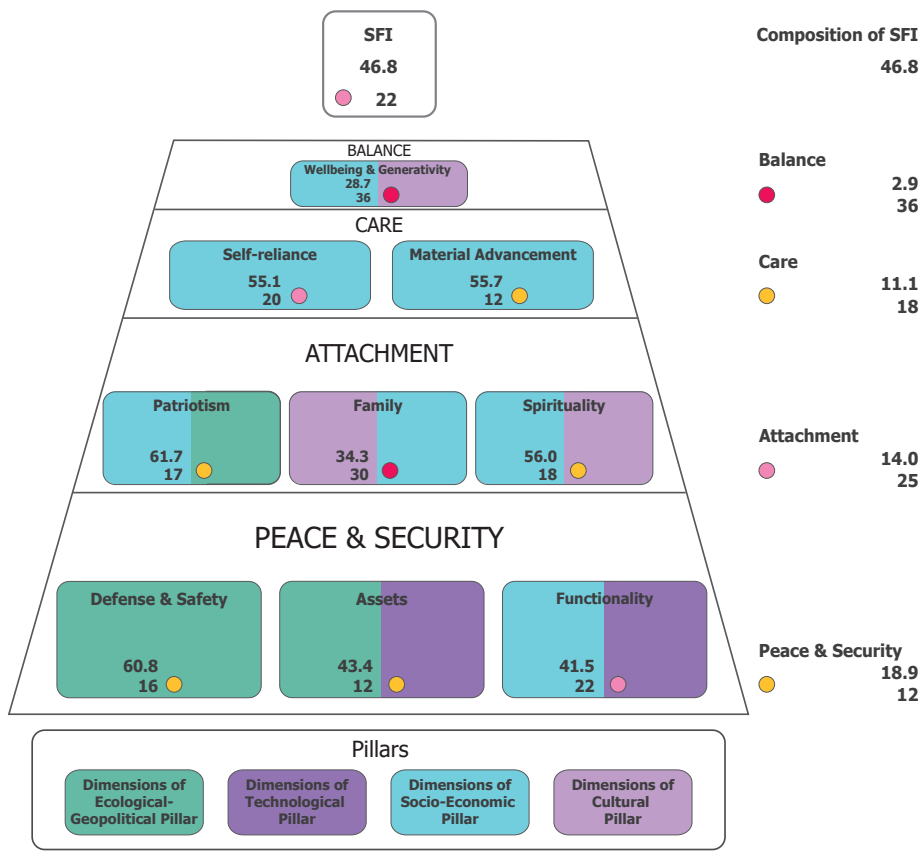 SFI
46.8
22
Composition of SFI
46.8
BALANCE
Wellbeing & Generativity
28.7
36
Balance
2.9
36
CARE
Self-reliance
55.1
20
Material Advancement
55.7
12
Care
11.1
18
ATTACHMENT
Patriotism
61.7
17
Family
34.3
30
Spirituality
56.0
18
Attachment
14.0
25
PEACE & SECURITY
Defense & Safety
60.8
16
Assets
43.4
12
Functionality
41.5
22
Peace & Security
18.9
12
Pillars
Dimensions of
Ecological-
Geopolitical Pillar
Dimensions of
Technological
Pillar
Dimensions of
Socio-Economic
Pillar
Dimensions of
Cultural
Pillar